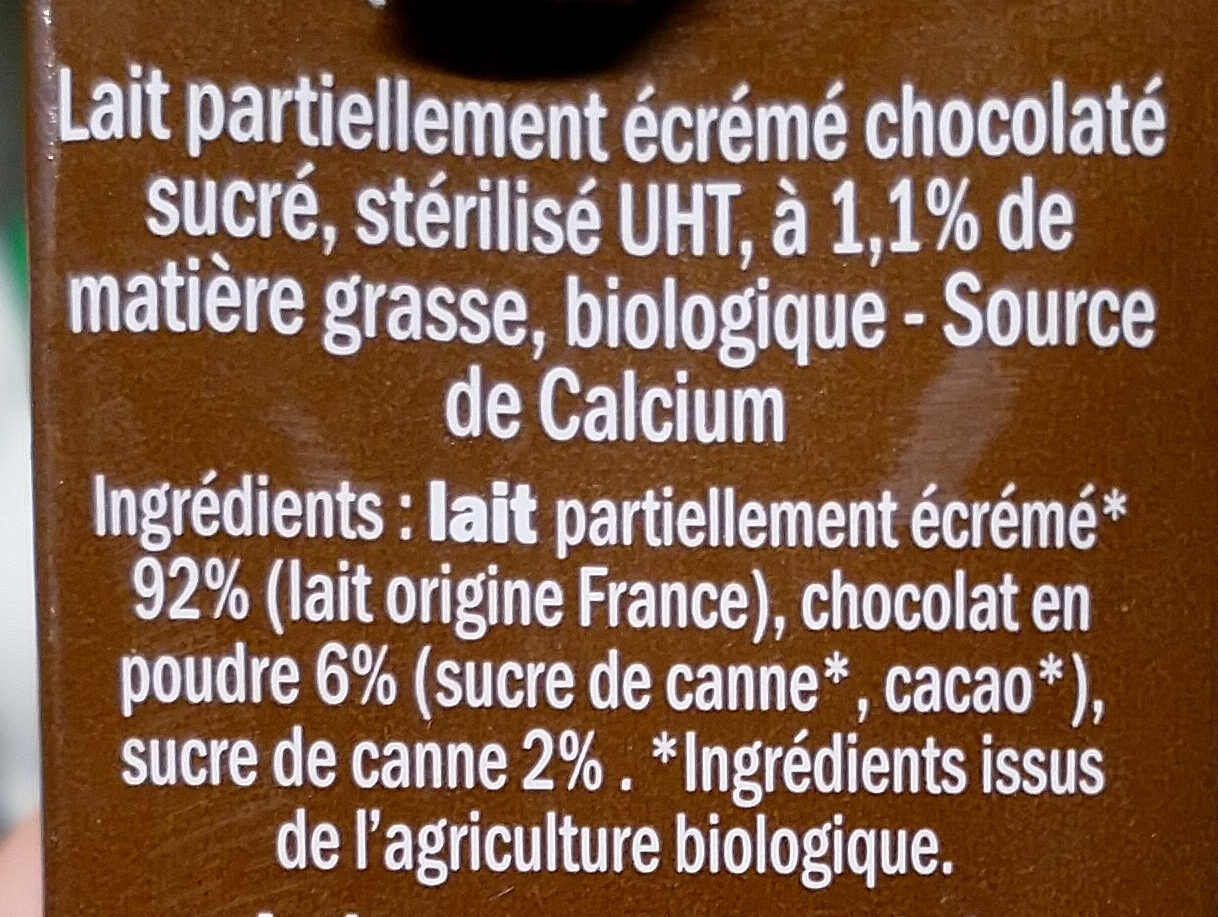 Lait partiellement écrémé chocolaté
sucré, stérilisé UHT, à 1,1% de
matière grasse, biologique - Source
de Calcium
Ingrédients : lait partiellement écrémé*
92% (lait origine France), chocolat en
poudre 6% (sucre de canne*, cacao*),
sucre de canne 2% . *Ingrédients issus
de l'agriculture biologique.